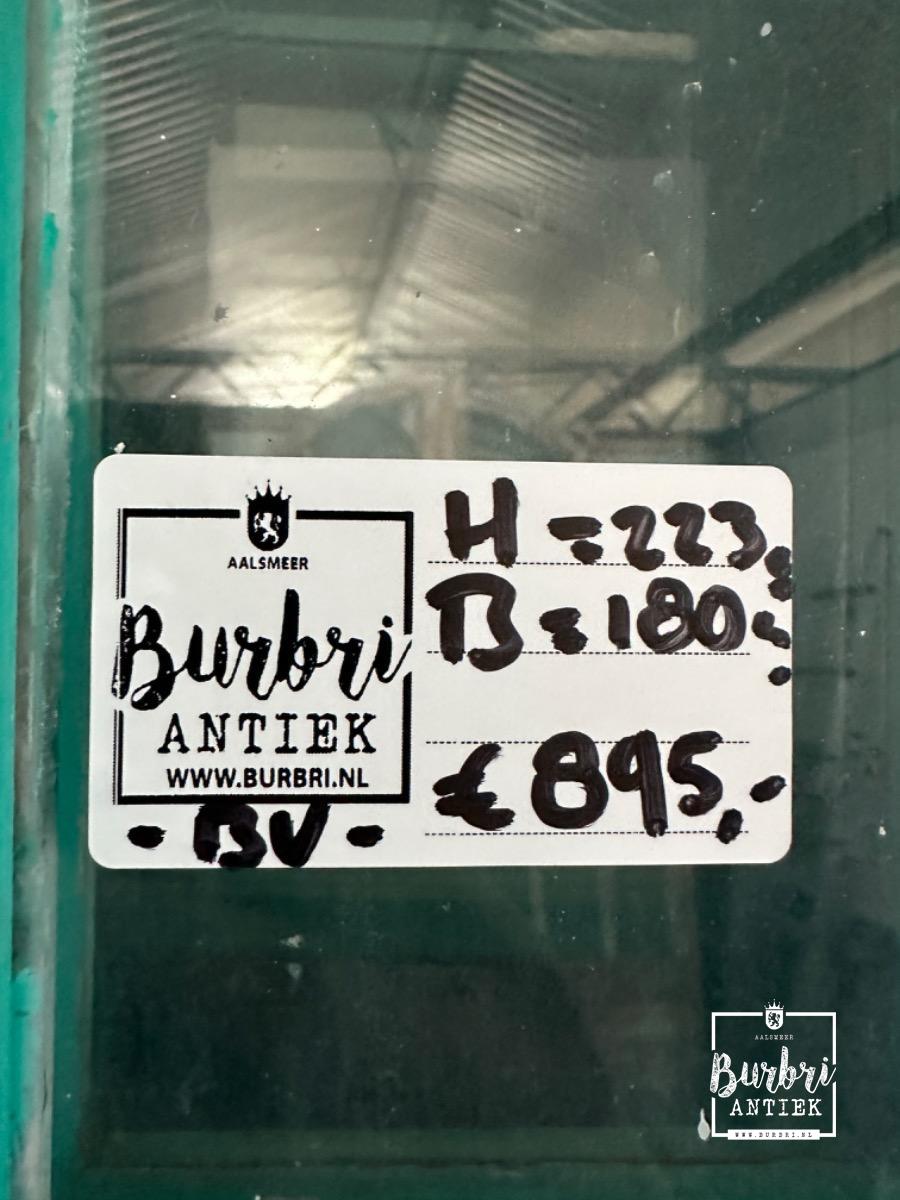 AALSMEER
Burbri
ANTIEK
WWW.BURBRI.NL
- BV -
H = 223,-
B = 180,-
€ 895,-
AALSMEER
Burbri
ANTIEK
WWW.BURBRI.NL